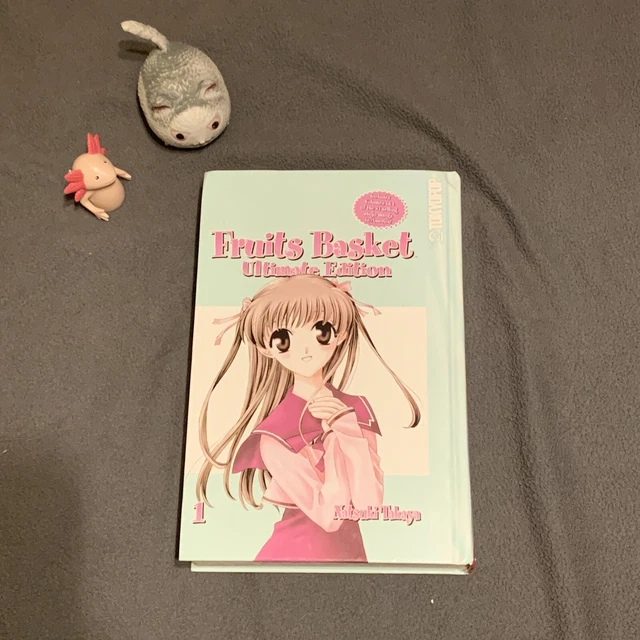 TOKYOPOP
Fruits Basket
Ultimate Edition
1
Natsuki Takaya